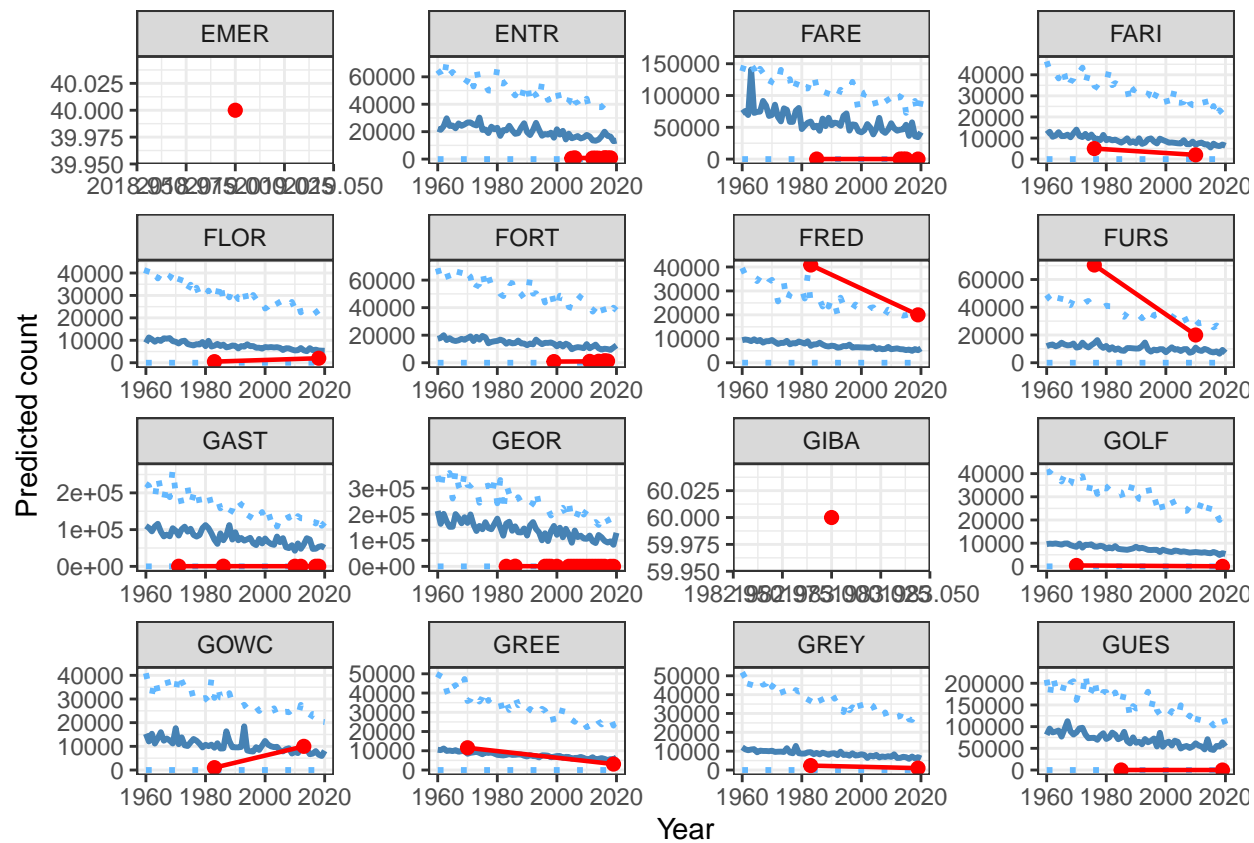 EMER ENTR FARE FARI
40.025
40.000
39.975
39.950
60000
40000
20000
0
150000
100000
50000
0
40000
30000
20000
10000
0
1960 1980 2000 2020
1960 1980 2000 2020
1960 1980 2000 2020
FLOR FORT FRED FURS
40000
30000
20000
10000
0
60000
40000
20000
0
40000
30000
20000
10000
0
60000
40000
20000
0
1960 1980 2000 2020
1960 1980 2000 2020
1960 1980 2000 2020
1960 1980 2000 2020
Predicted count
GAST GEOR GIBA GOLF
2e+05
1e+05
0e+00
3e+05
2e+05
1e+05
0e+00
60.025
60.000
59.975
59.950
40000
30000
20000
10000
0
1960 1980 2000 2020
1960 1980 2000 2020
1960 1980 2000 2020
GOWC GREE GREY GUES
40000
30000
20000
10000
0
50000
40000
30000
20000
10000
0
50000
40000
30000
20000
10000
0
200000
150000
100000
50000
0
1960 1980 2000 2020
1960 1980 2000 2020
1960 1980 2000 2020
1960 1980 2000 2020
Year